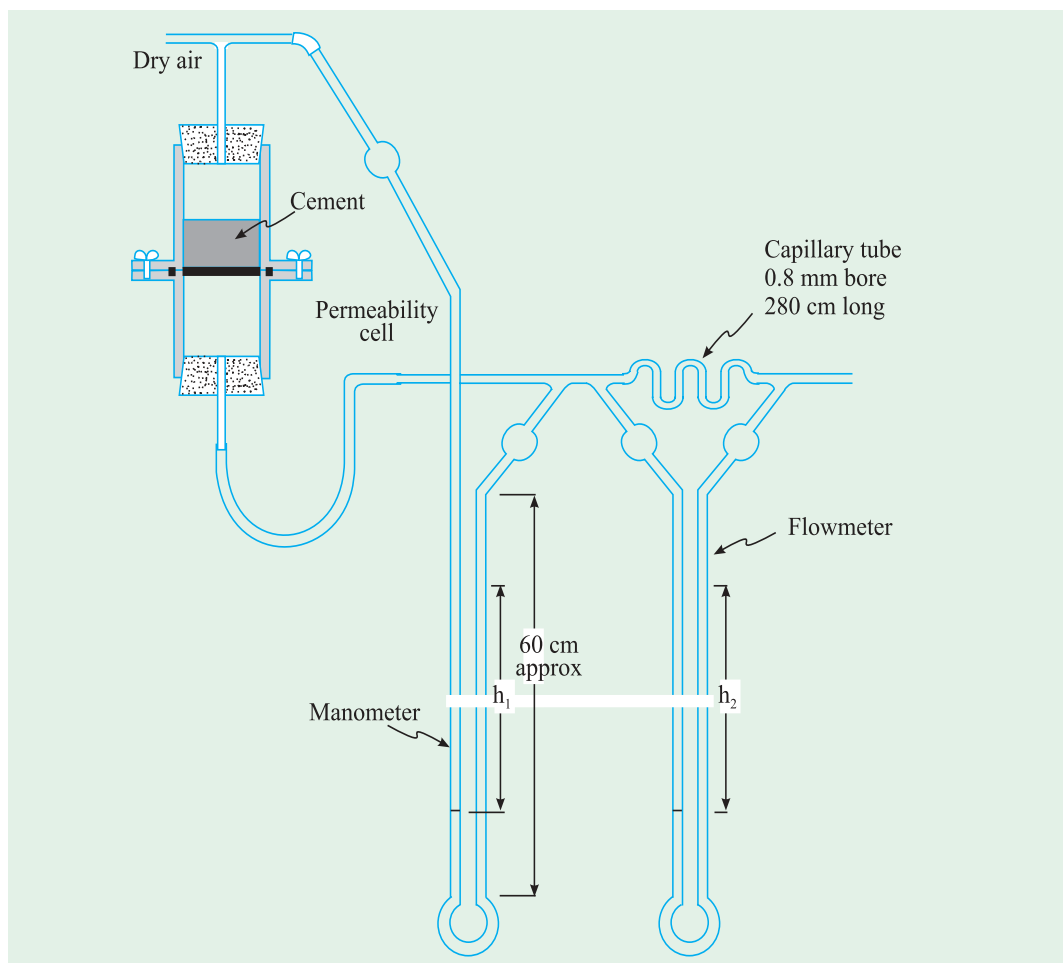 Dry air
Cement
Capillary tube
0.8 mm bore
280 cm long
Permeability
cell
Flowmeter
60 cm
approx
h₁
h₂
Manometer